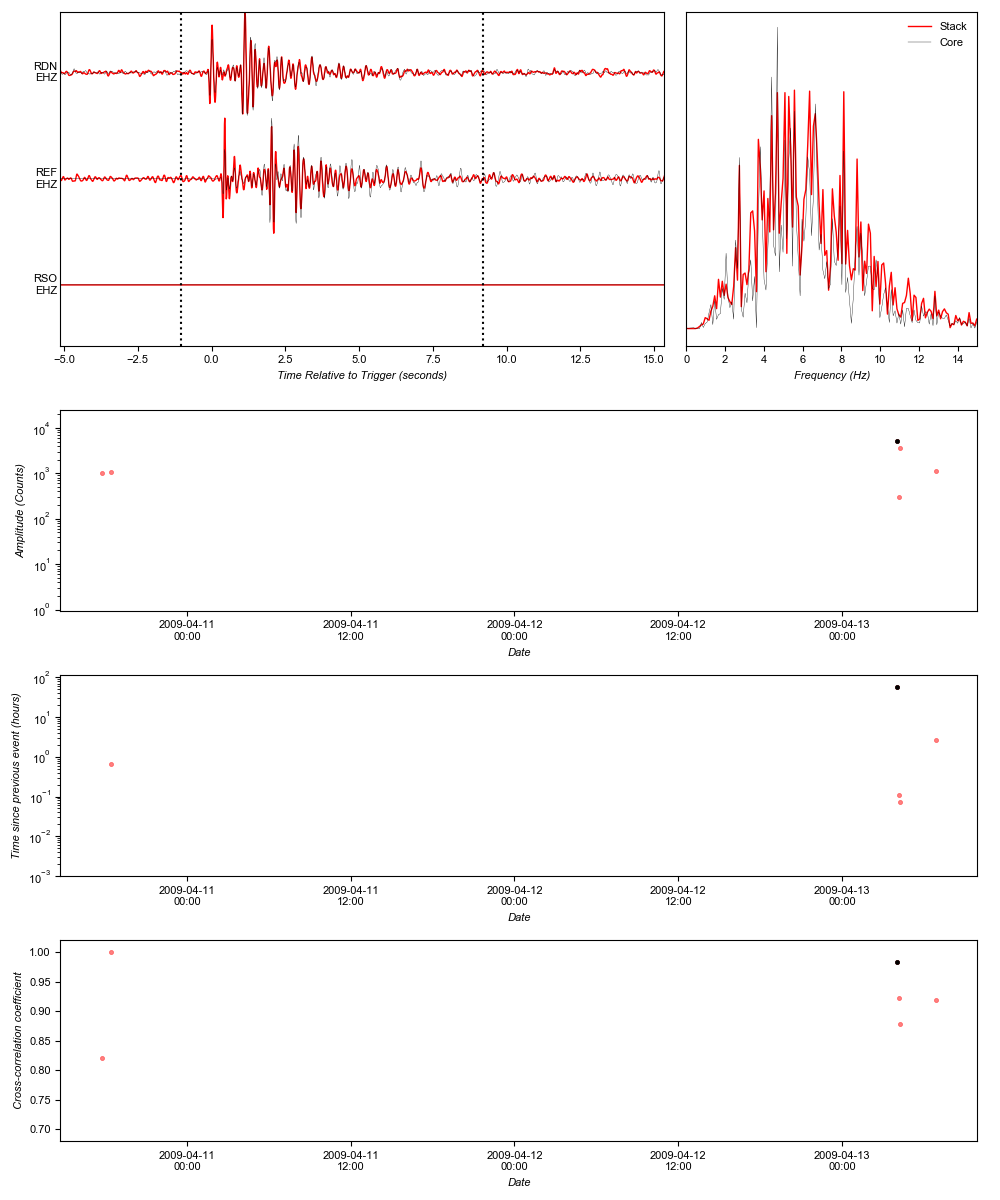 RDN
EHZ
REF
EHZ
RSO
EHZ
−5.0 −2.5 0.0 2.5 5.0 7.5 10.0 12.5 15.0
Time Relative to Trigger (seconds)
Stack
Core
0 2 4 6 8 10 12 14
Frequency (Hz)
10⁴
10³
10²
10¹
10⁰
Amplitude (Counts)
2009-04-11 2009-04-11 2009-04-12 2009-04-12 2009-04-13
00:00 12:00 00:00 12:00 00:00
Date
10²
10¹
10⁰
10⁻¹
10⁻²
10⁻³
Time since previous event (hours)
2009-04-11 2009-04-11 2009-04-12 2009-04-12 2009-04-13
00:00 12:00 00:00 12:00 00:00
Date
1.00
0.95
0.90
0.85
0.80
0.75
0.70
Cross-correlation coefficient
2009-04-11 2009-04-11 2009-04-12 2009-04-12 2009-04-13
00:00 12:00 00:00 12:00 00:00
Date